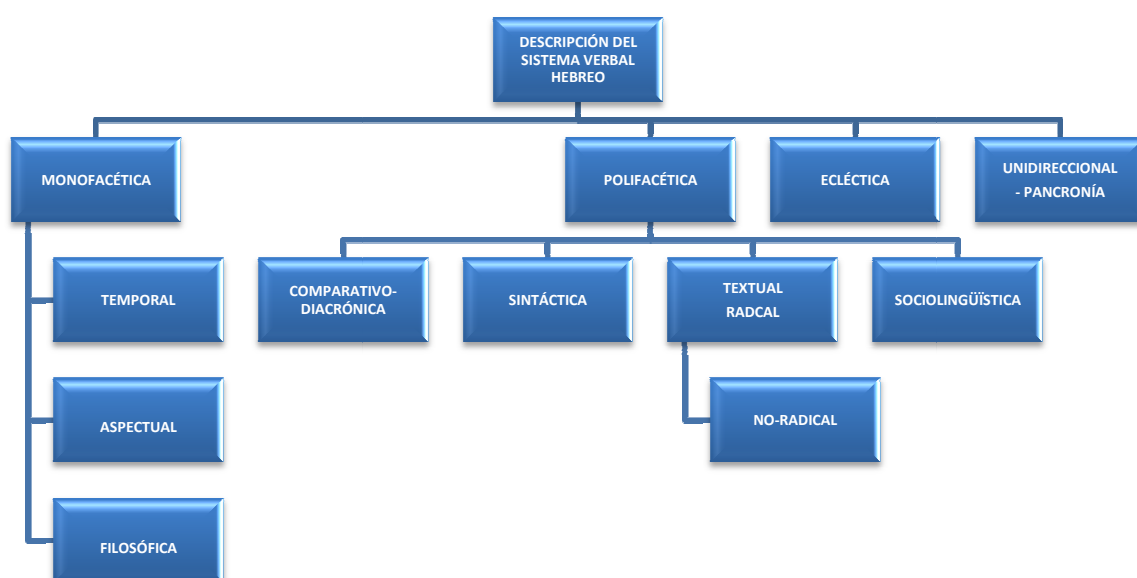 DESCRIPCIÓN DEL
SISTEMA VERBAL
HEBREO
MONOFACÉTICA
POLIFACÉTICA
ECLÉCTICA
UNIDIRECCIONAL
- PANCRONÍA
TEMPORAL
COMPARATIVO-
DIACRÓNICA
SINTÁCTICA
TEXTUAL
RADCAL
SOCIOLINGÜÏSTICA
ASPECTUAL
NO-RADICAL
FILOSÓFICA